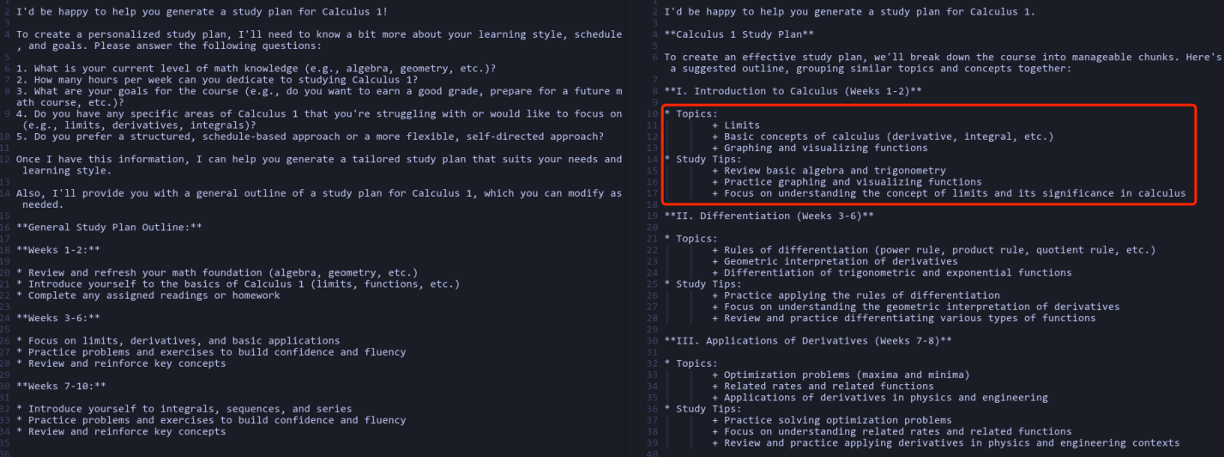 I'd be happy to help you generate a study plan for Calculus 1!
To create a personalized study plan, I'll need to know a bit more about your learning style, schedule
, and goals. Please answer the following questions:
1. What is your current level of math knowledge (e.g., algebra, geometry, etc.)?
2. How many hours per week can you dedicate to studying Calculus 1?
3. What are your goals for the course (e.g., do you want to earn a good grade, prepare for a future m
ath course, etc.)?
4. Do you have any specific areas of Calculus 1 that you're struggling with or would like to focus on
(e.g., limits, derivatives, integrals)?
5. Do you prefer a structured, schedule-based approach or a more flexible, self-directed approach?
Once I have this information, I can help you generate a tailored study plan that suits your needs and
learning style.
Also, I'll provide you with a general outline of a study plan for Calculus 1, which you can modify as
needed.
**General Study Plan Outline:**
**Weeks 1-2:**
* Review and refresh your math foundation (algebra, geometry, etc.)
* Introduce yourself to the basics of Calculus 1 (limits, functions, etc.)
* Complete any assigned readings or homework
**Weeks 3-6:**
* Focus on limits, derivatives, and basic applications
* Practice problems and exercises to build confidence and fluency
* Review and reinforce key concepts
**Weeks 7-10:**
* Introduce yourself to integrals, sequences, and series
* Practice problems and exercises to build confidence and fluency
* Review and reinforce key concepts
1
2 I'd be happy to help you generate a study plan for Calculus 1.
3
4 **Calculus 1 Study Plan**
5
6 To create an effective study plan, we'll break down the course into manageable chunks. Here's
a suggested outline, grouping similar topics and concepts together:
7
8 **I. Introduction to Calculus (Weeks 1-2)**
9
10 * Topics:
11 + Limits
12 + Basic concepts of calculus (derivative, integral, etc.)
13 + Graphing and visualizing functions
14 * Study Tips:
15 + Review basic algebra and trigonometry
16 + Practice graphing and visualizing functions
17 + Focus on understanding the concept of limits and its significance in calculus
18
19 **II. Differentiation (Weeks 3-6)**
20
21 * Topics:
22 + Rules of differentiation (power rule, product rule, quotient rule, etc.)
23 + Geometric interpretation of derivatives
24 + Differentiation of trigonometric and exponential functions
25 * Study Tips:
26 + Practice applying the rules of differentiation
27 + Focus on understanding the geometric interpretation of derivatives
28 + Review and practice differentiating various types of functions
29
30 **III. Applications of Derivatives (Weeks 7-8)**
31
32 * Topics:
33 + Optimization problems (maxima and minima)
34 + Related rates and related functions
35 + Applications of derivatives in physics and engineering
36 * Study Tips:
37 + Practice solving optimization problems
38 + Focus on understanding related rates and related functions
39 + Review and practice applying derivatives in physics and engineering contexts
40